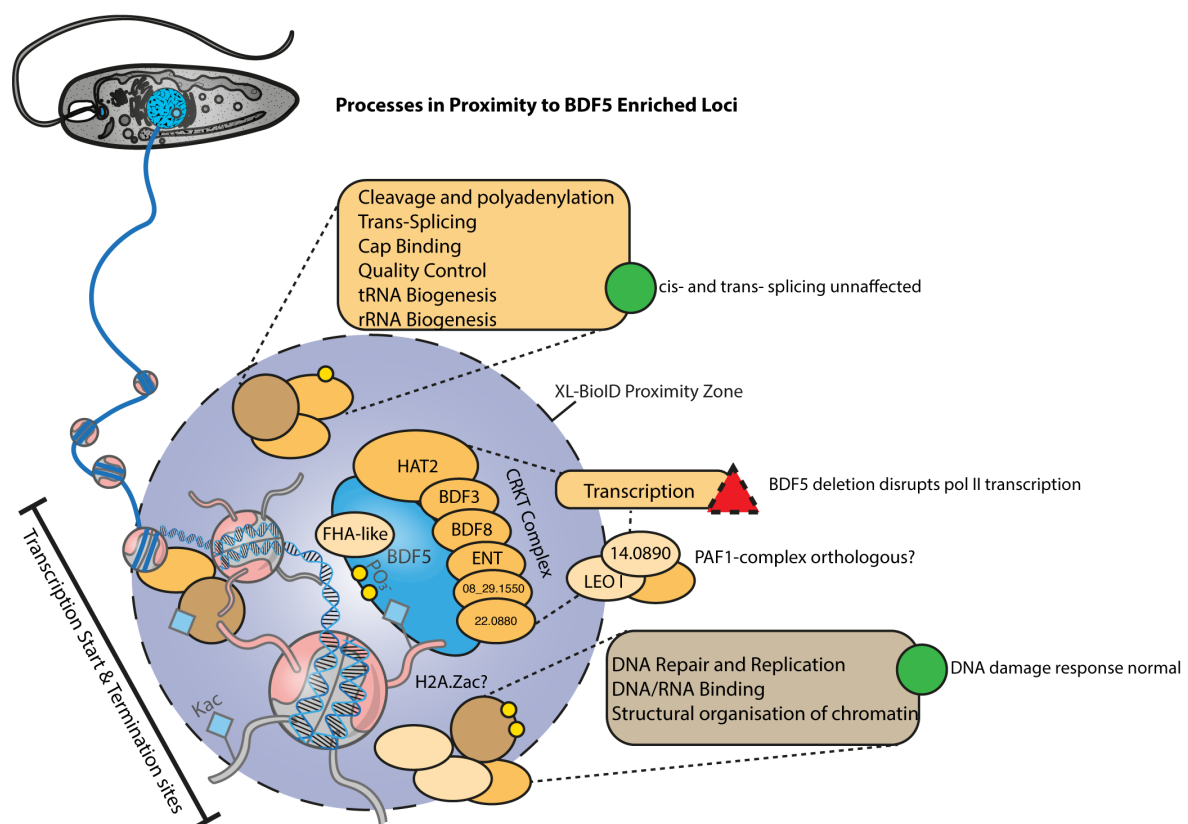 Processes in Proximity to BDF5 Enriched Loci
Cleavage and polyadenylation
Trans-Splicing
Cap Binding
Quality Control
tRNA Biogenesis
rRNA Biogenesis
cis- and trans- splicing unnaffected
XL-BioID Proximity Zone
HAT2
BDF3
BDF8
ENT
08_29.1550
22.0880
CRKT Complex
FHA-like
BDF5
PO3-
Transcription
BDF5 deletion disrupts pol II transcription
14.0890
LEO1
PAF1-complex orthologous?
H2A.Zac?
Kac
Transcription Start & Termination sites
DNA Repair and Replication
DNA/RNA Binding
Structural organisation of chromatin
DNA damage response normal